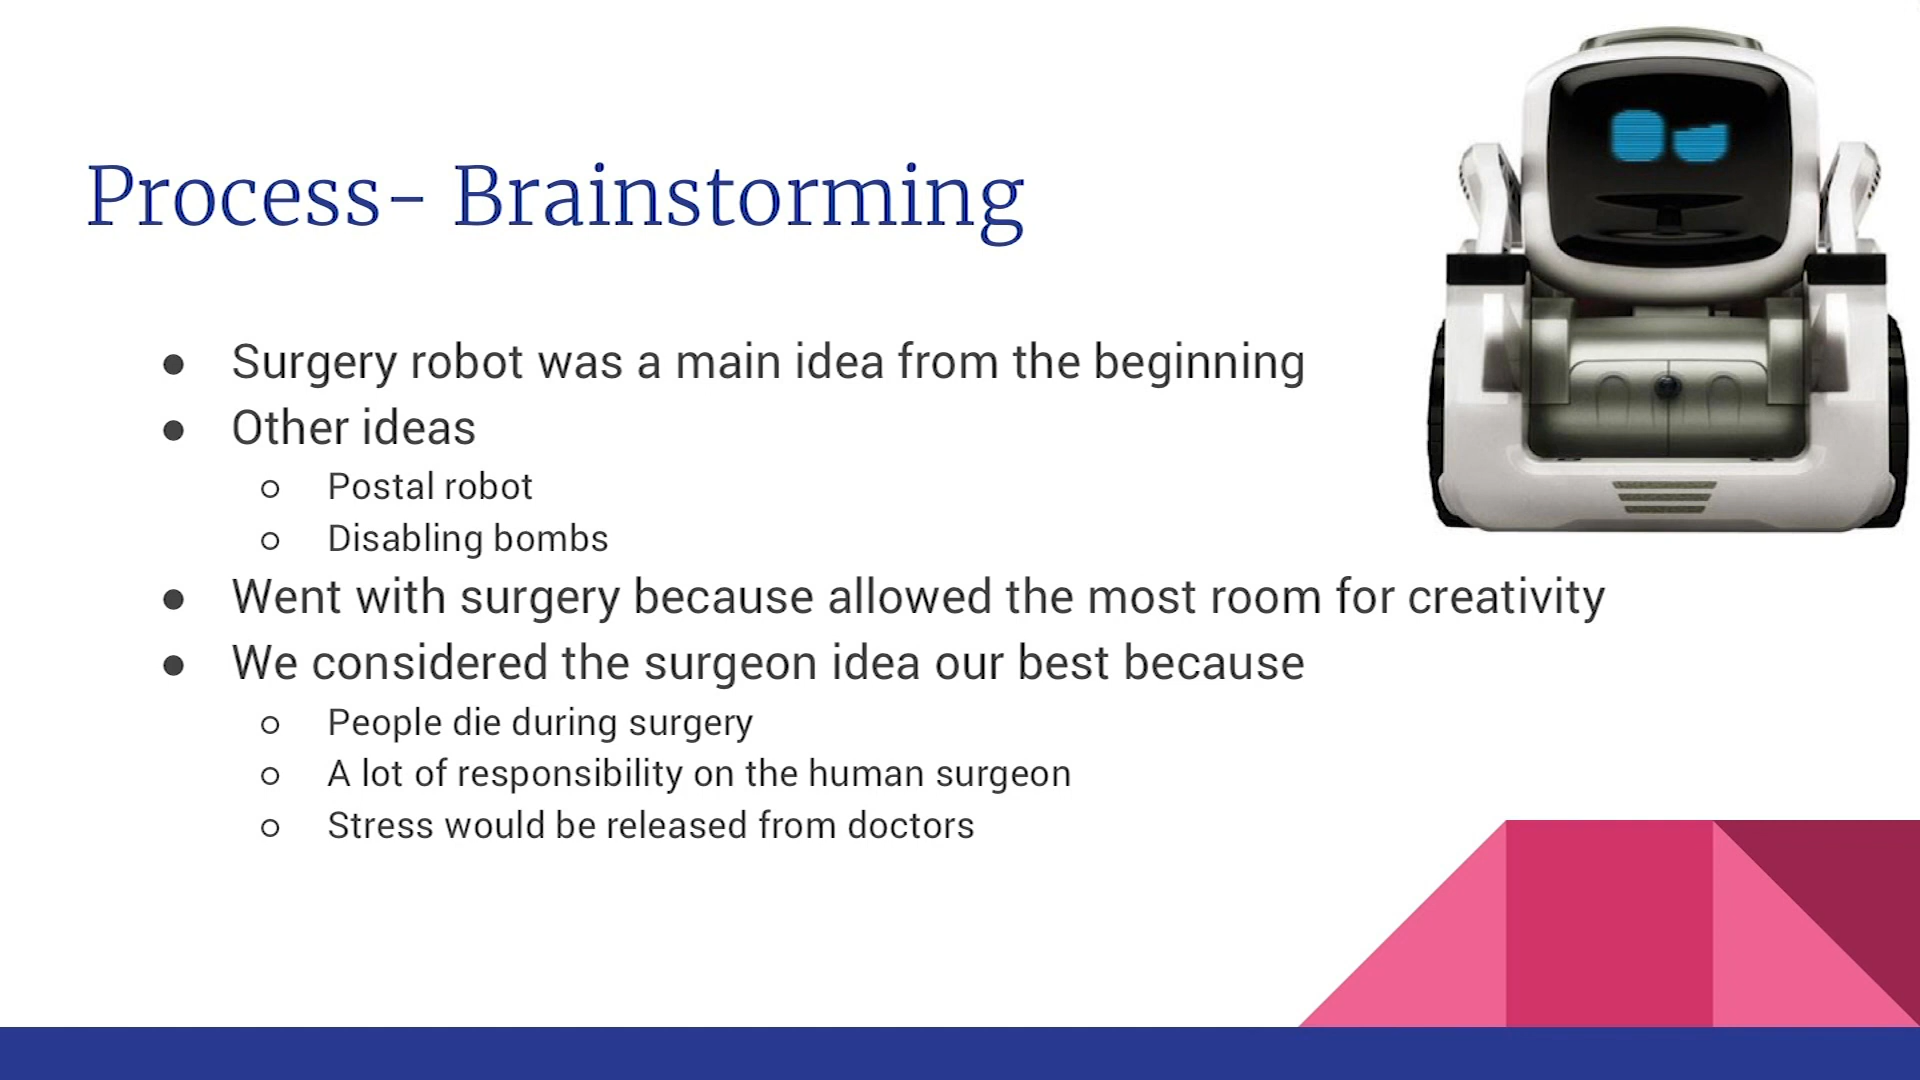 Process- Brainstorming
● Surgery robot was a main idea from the beginning
● Other ideas
○ Postal robot
○ Disabling bombs
● Went with surgery because allowed the most room for creativity
● We considered the surgeon idea our best because
○ People die during surgery
○ A lot of responsibility on the human surgeon
○ Stress would be released from doctors